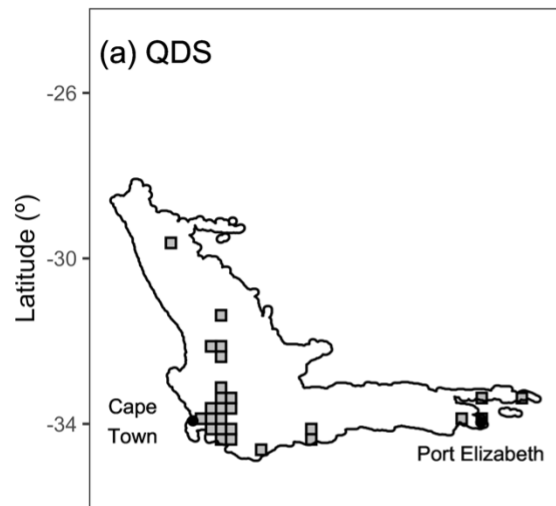 (a) QDS
-26
-30
-34
Latitude (º)
Cape
Town
Port Elizabeth